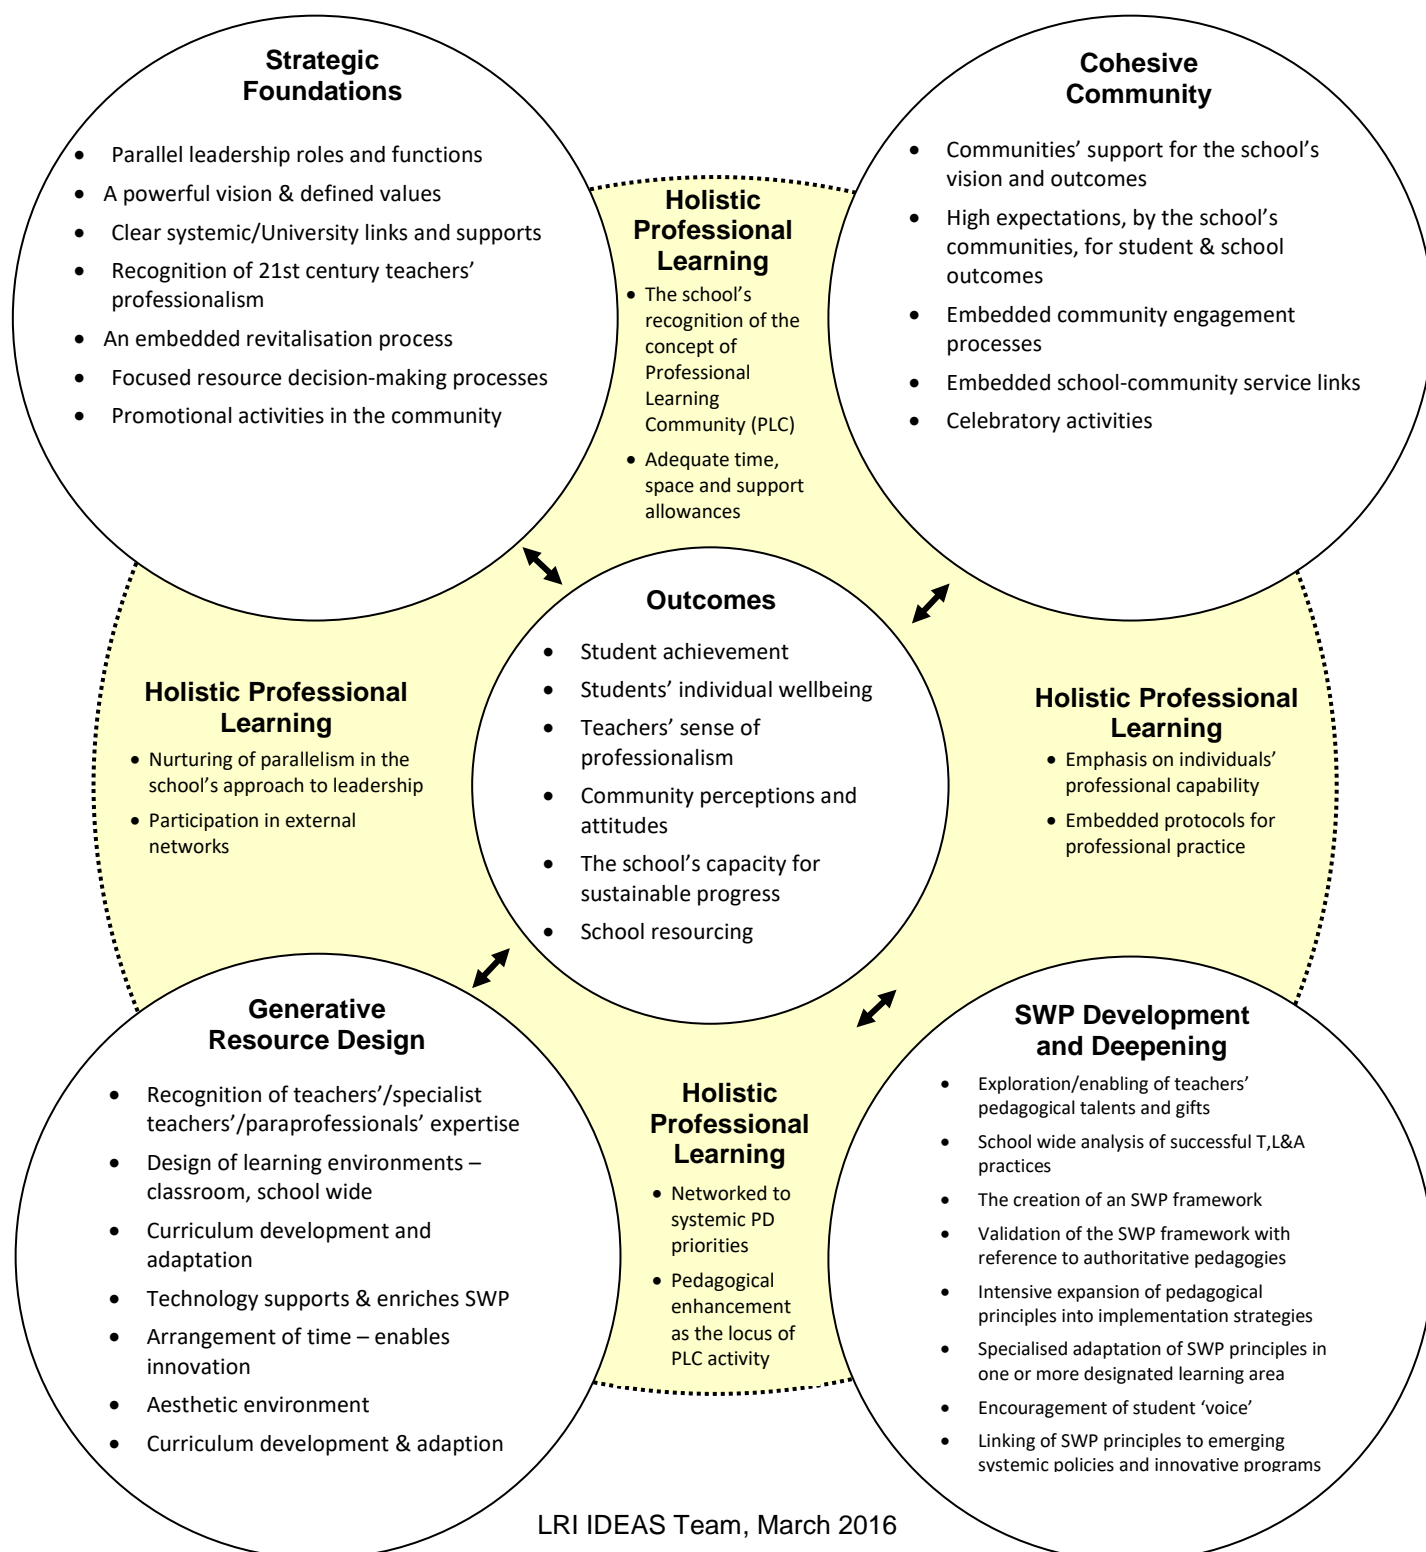 Strategic
Foundations
• Parallel leadership roles and functions
• A powerful vision & defined values
• Clear systemic/University links and supports
• Recognition of 21st century teachers’
professionalism
• An embedded revitalisation process
• Focused resource decision-making processes
• Promotional activities in the community
Cohesive
Community
• Communities’ support for the school’s
vision and outcomes
• High expectations, by the school’s
communities, for student & school
outcomes
• Embedded community engagement
processes
• Embedded school-community service links
• Celebratory activities
Holistic
Professional
Learning
• The school’s
recognition of the
concept of
Professional
Learning
Community (PLC)
• Adequate time,
space and support
allowances
Outcomes
• Student achievement
• Students’ individual wellbeing
• Teachers’ sense of
professionalism
• Community perceptions and
attitudes
• The school’s capacity for
sustainable progress
• School resourcing
Holistic Professional
Learning
• Nurturing of parallelism in the
school’s approach to leadership
• Participation in external
networks
Holistic Professional
Learning
• Emphasis on individuals’
professional capability
• Embedded protocols for
professional practice
Generative
Resource Design
• Recognition of teachers’/specialist
teachers’/paraprofessionals’ expertise
• Design of learning environments –
classroom, school wide
• Curriculum development and
adaptation
• Technology supports & enriches SWP
• Arrangement of time – enables
innovation
• Aesthetic environment
• Curriculum development & adaption
Holistic
Professional
Learning
• Networked to
systemic PD
priorities
• Pedagogical
enhancement
as the locus of
PLC activity
SWP Development
and Deepening
• Exploration/enabling of teachers’
pedagogical talents and gifts
• School wide analysis of successful T,L&A
practices
• The creation of an SWP framework
• Validation of the SWP framework with
reference to authoritative pedagogies
• Intensive expansion of pedagogical
principles into implementation strategies
• Specialised adaptation of SWP principles in
one or more designated learning area
• Encouragement of student ‘voice’
• Linking of SWP principles to emerging
systemic policies and innovative programs
LRI IDEAS Team, March 2016